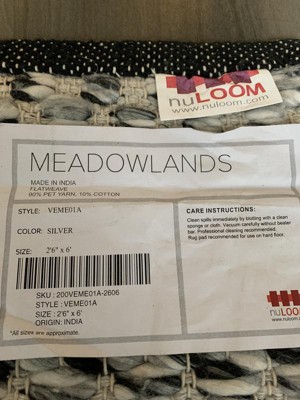 nuLOOM
www.nuloom.com
MEADOWLANDS
MADE IN INDIA
FLATWEAVE
90% PET YARN, 10% COTTON
STYLE: VEME01A
COLOR: SILVER
SIZE: 2'6" x 6'
SKU : 200VEME01A-2606
STYLE : VEME01A
SIZE : 2'6" x 6'
ORIGIN: INDIA
*All sizes are approximate.
CARE INSTRUCTIONS:
Clean spills immediately by blotting with a clean
sponge or cloth. Vacuum carefully without beater
bar. Professional cleaning recommended.
Rug pad recommended for use on hard floor.
nuLOO
www.nuloom.